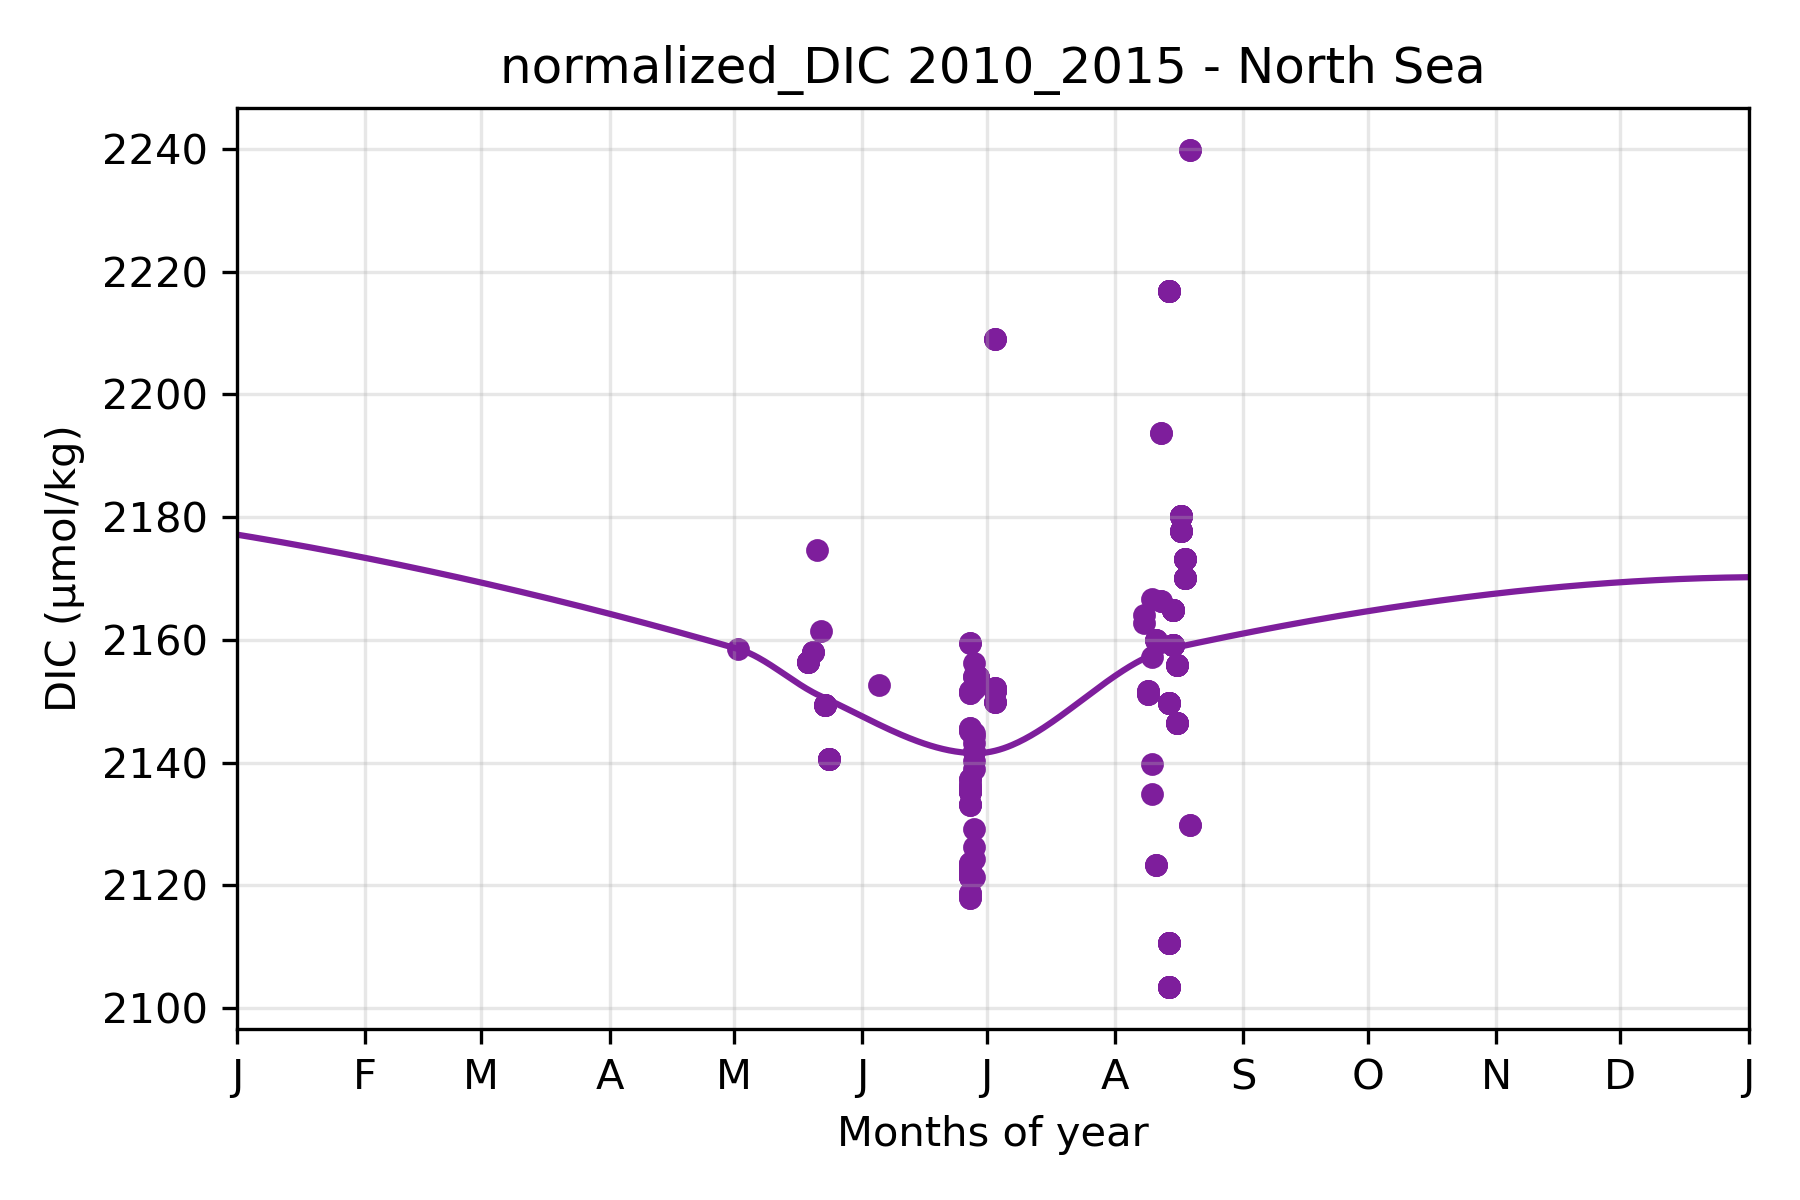 normalized_DIC 2010_2015 - North Sea
2240
2220
2200
2180
2160
2140
2120
2100
DIC (µmol/kg)
J F M A M J J A S O N D J
Months of year